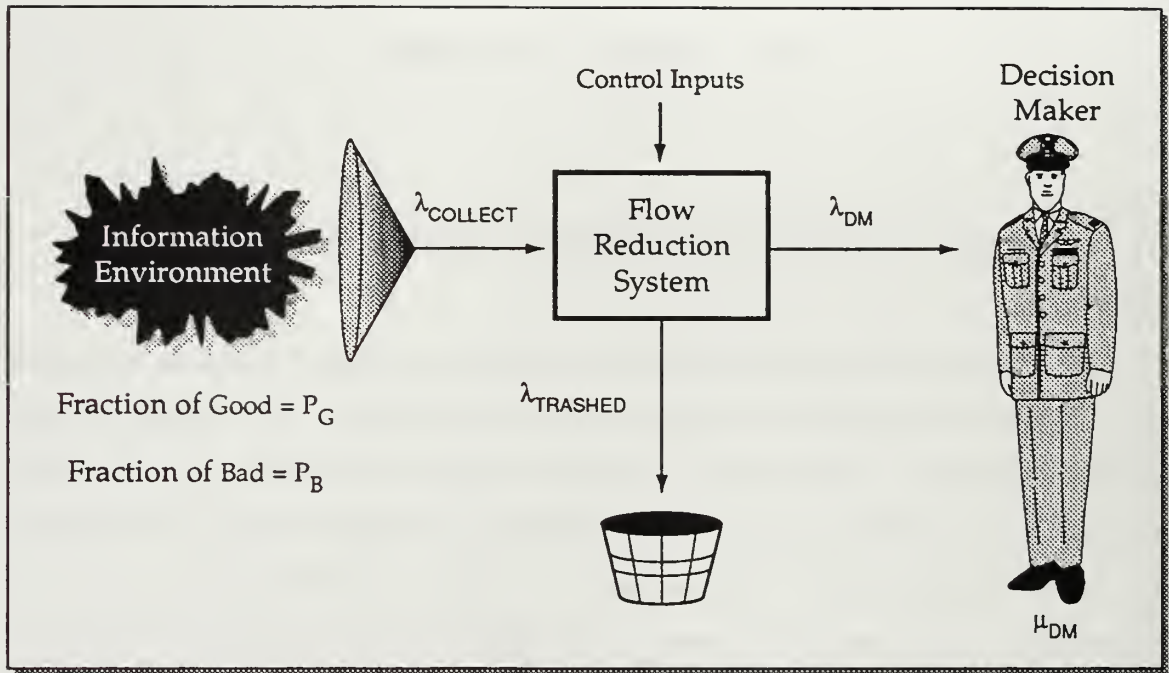 Control Inputs
Decision
Maker
Information
Environment
λCOLLECT
Flow
Reduction
System
λDM
λTRASHED
Fraction of Good = PG
Fraction of Bad = PB
μDM